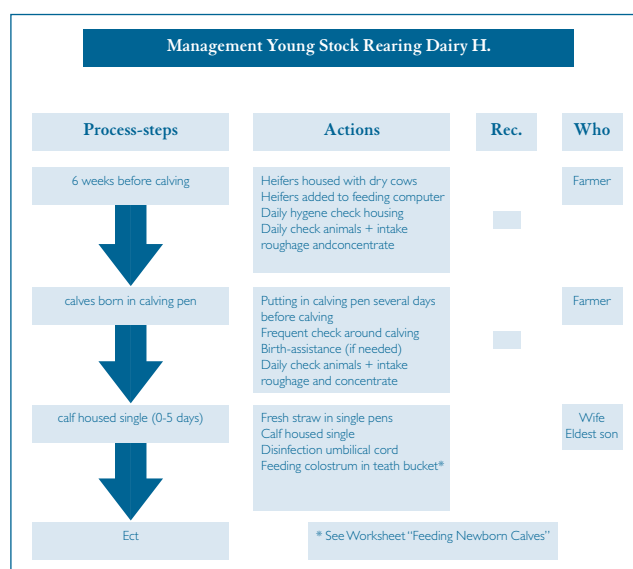 Management Young Stock Rearing Dairy H.
Process-steps
Actions
Rec.
Who
6 weeks before calving
Heifers housed with dry cows
Heifers added to feeding computer
Daily hygene check housing
Daily check animals + intake
roughage andconcentrate
Farmer
calves born in calving pen
Putting in calving pen several days
before calving
Frequent check around calving
Birth-assistance (if needed)
Daily check animals + intake
roughage and concentrate
Farmer
calf housed single (0-5 days)
Fresh straw in single pens
Calf housed single
Disinfection umbilical cord
Feeding colostrum in teath bucket*
Wife
Eldest son
Ect
* See Worksheet "Feeding Newborn Calves"